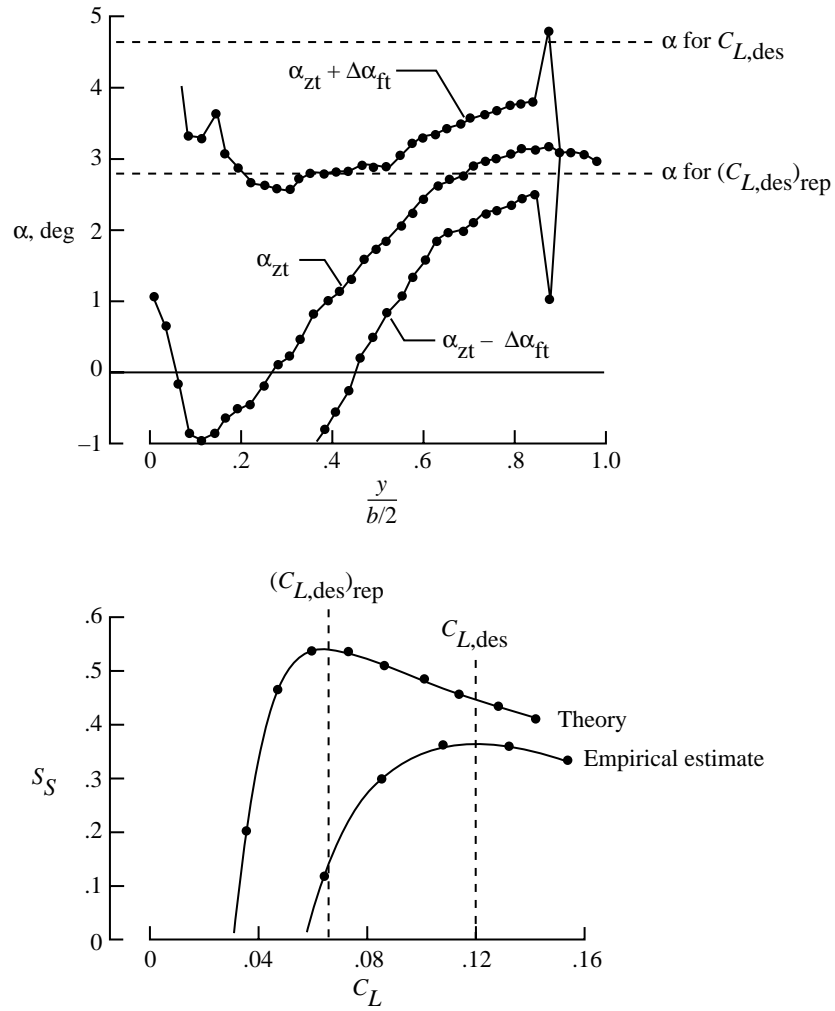 5
α for C_L,des
α_zt + Δα_ft
4
3
α for (C_L,des)_rep
α, deg
2
α_zt
1
α_zt – Δα_ft
0
–1
0 .2 .4 .6 .8 1.0
y
b/2
(C_L,des)_rep
.6
C_L,des
.5
Theory
.4
Empirical estimate
S_S
.3
.2
.1
0
0 .04 .08 .12 .16
C_L